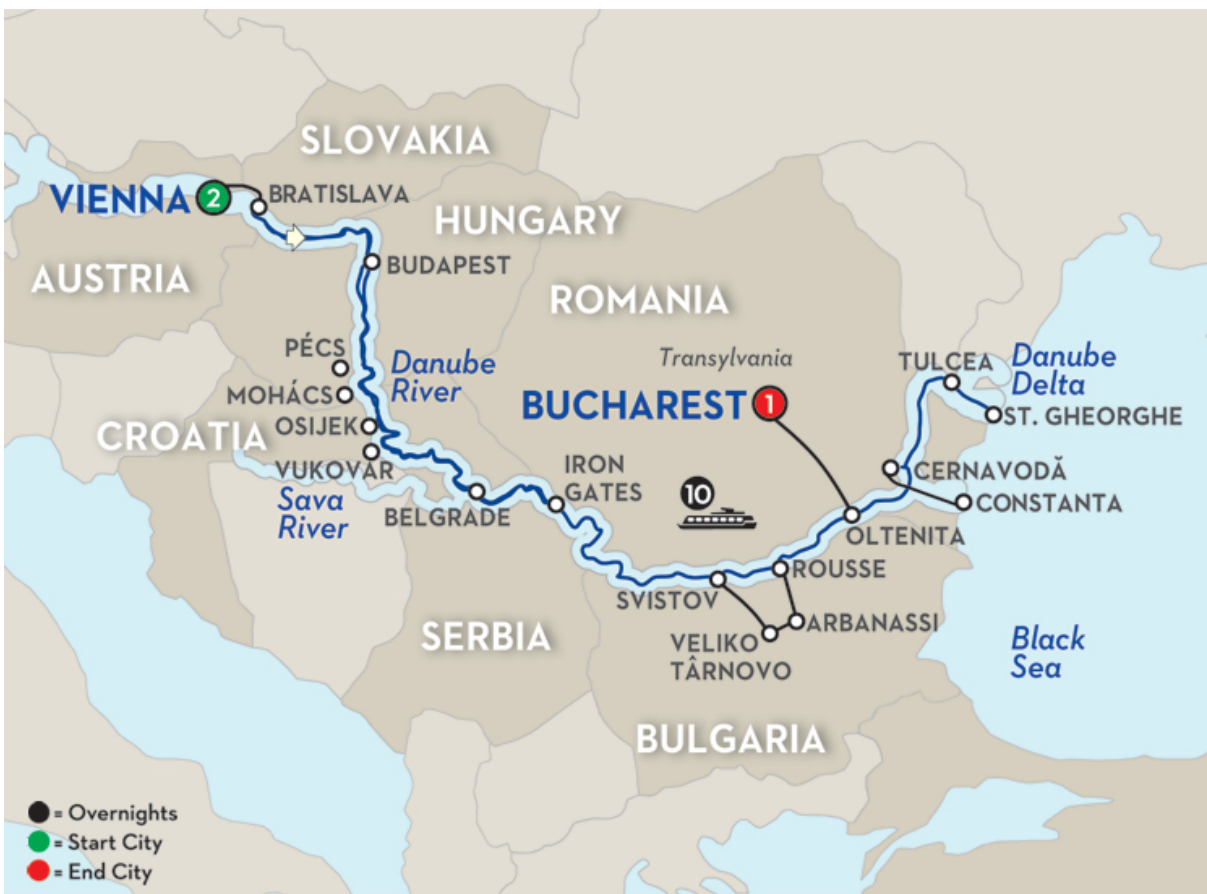 SLOVAKIA
VIENNA 2
BRATISLAVA
HUNGARY
AUSTRIA
BUDAPEST
ROMANIA
PÉCS
Danube
River
Transylvania
TULCEA
Danube
Delta
MOHÁCS
BUCHAREST 1
ST. GHEORGHE
CROATIA
OSIJEK
VUKOVAR
IRON
GATES
CERNAVODĂ
Sava
River
BELGRADE
10
CONSTANTA
OLTENITA
ROUSSE
SVISTOV
SERBIA
ARBANASSI
VELIKO
TÂRNOVO
Black
Sea
BULGARIA
= Overnights
= Start City
= End City